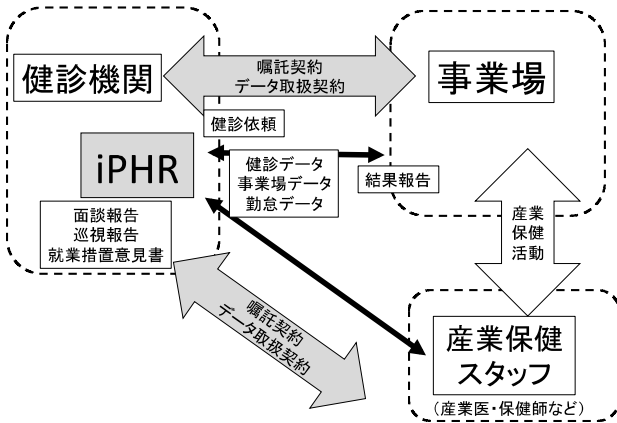 健診機関
嘱託契約
データ取扱契約
事業場
健診依頼
iPHR
健診データ
事業場データ
勤怠データ
結果報告
面談報告
巡視報告
就業措置意見書
産業
保健
活動
嘱託契約
データ取扱契約
産業保健
スタッフ
（産業医・保健師など）